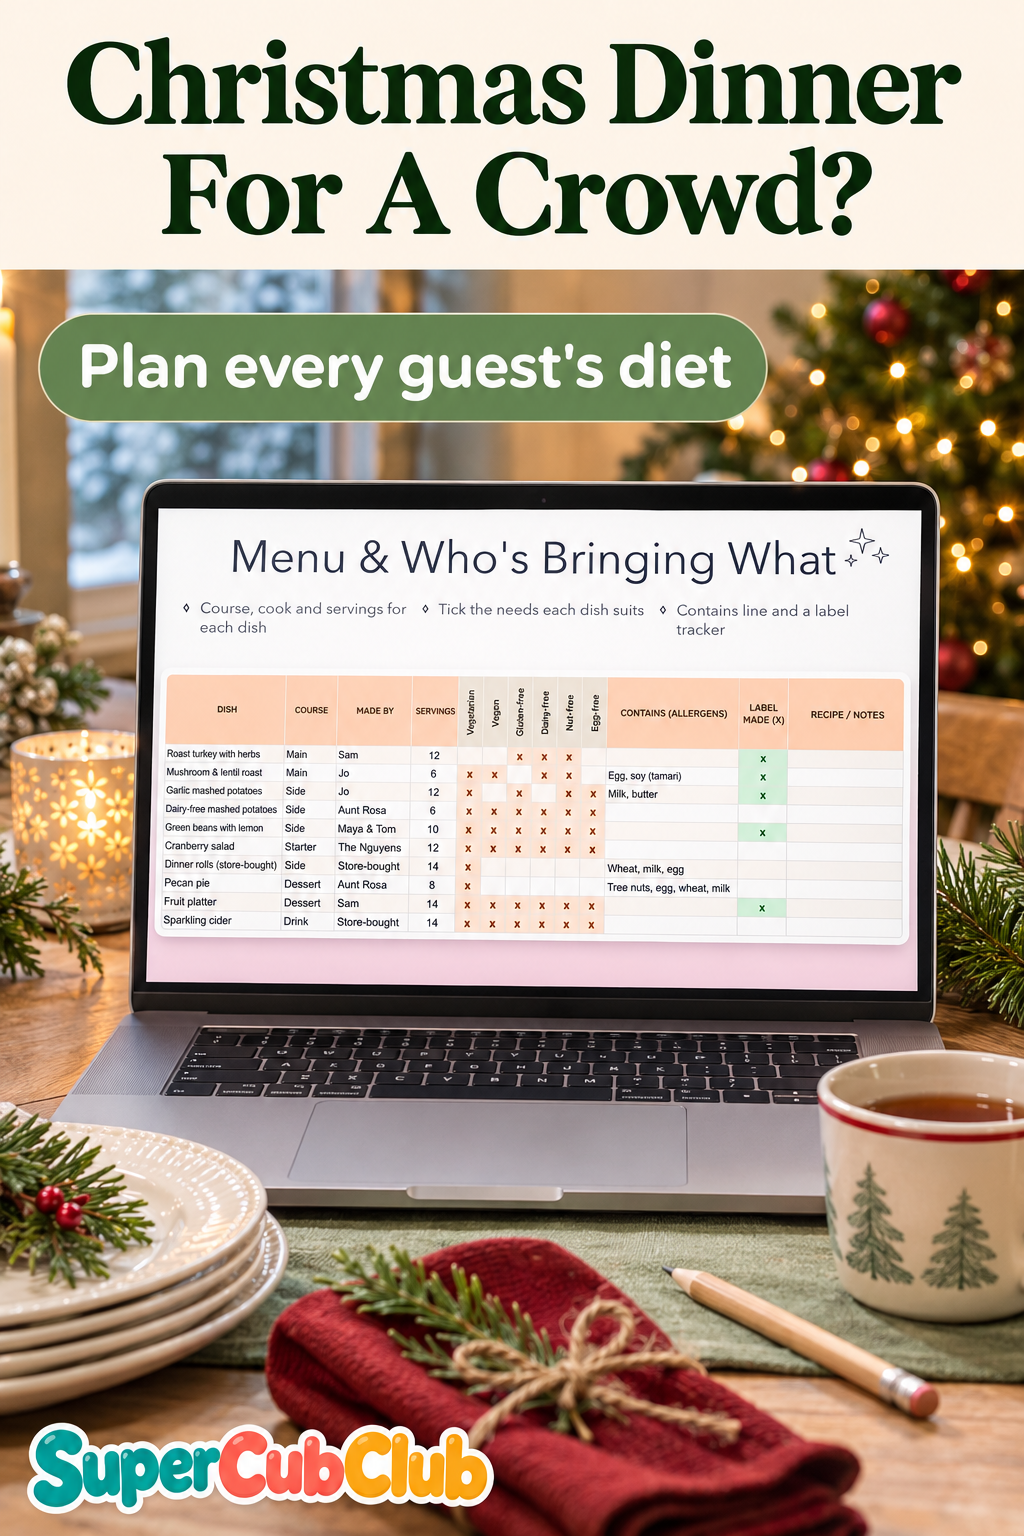 Christmas Dinner
For A Crowd?
Plan every guest's diet
Menu & Who's Bringing What
◊ Course, cook and servings for each dish
◊ Tick the needs each dish suits
◊ Contains line and a label tracker
DISH COURSE MADE BY SERVINGS Vegetarian Vegan Gluten-free Dairy-free Nut-free Egg-free CONTAINS (ALLERGENS) LABEL MADE (X) RECIPE / NOTES
Roast turkey with herbs Main Sam 12 x x x x
Mushroom & lentil roast Main Jo 6 x x x x Egg, soy (tamari) x
Garlic mashed potatoes Side Jo 12 x x x x Milk, butter x
Dairy-free mashed potatoes Side Aunt Rosa 6 x x x x x x
Green beans with lemon Side Maya & Tom 10 x x x x x x x
Cranberry salad Starter The Nguyens 12 x x x x x x
Dinner rolls (store-bought) Side Store-bought 14 x Wheat, milk, egg
Pecan pie Dessert Aunt Rosa 8 x Tree nuts, egg, wheat, milk
Fruit platter Dessert Sam 14 x x x x x x x
Sparkling cider Drink Store-bought 14 x x x x x x
SuperCubClub